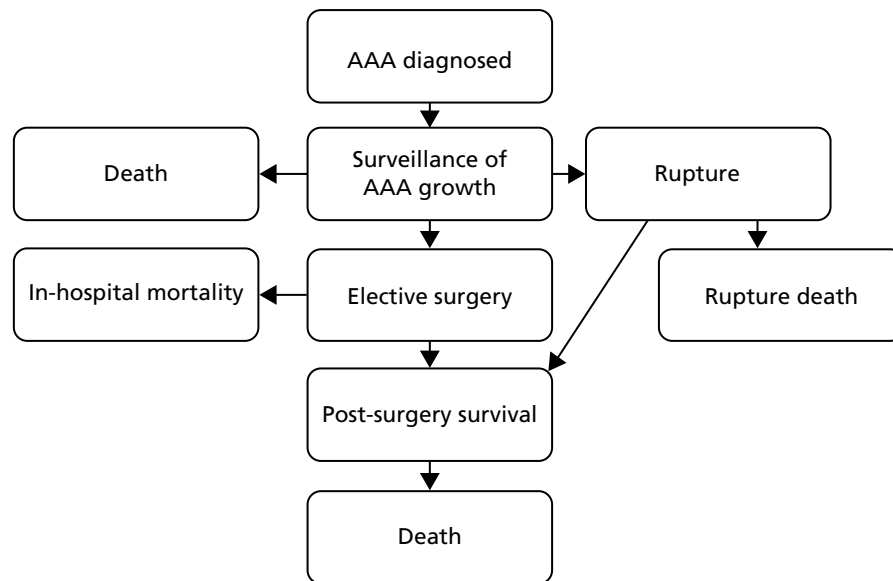 AAA diagnosed
Death
Surveillance of
AAA growth
Rupture
In-hospital mortality
Elective surgery
Rupture death
Post-surgery survival
Death